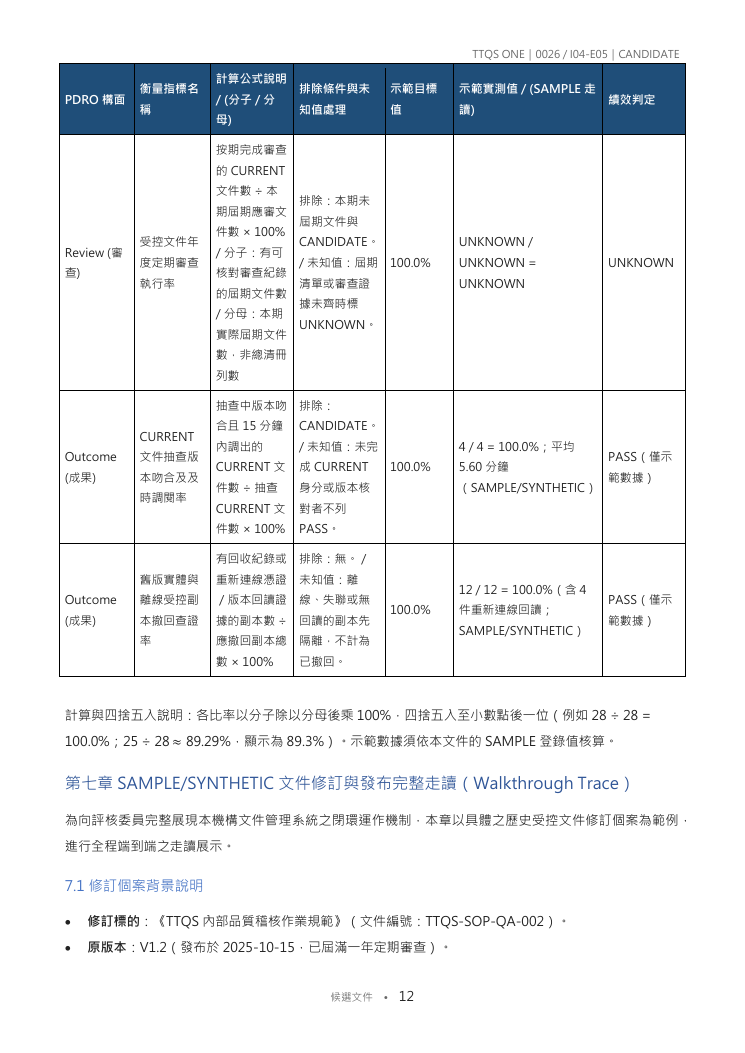 TTQS ONE | 0026 / I04-E05 | CANDIDATE
PDRO 構面
衡量指標名
稱
計算公式說明
/ (分子 / 分
母)
排除條件與未
知值處理
示範目標
值
示範實測值 / (SAMPLE 走
讀)
績效判定
Review (審
查)
受控文件年
度定期審查
執行率
按期完成審查
的 CURRENT
文件數 ÷ 本
期屆期應審文
件數 × 100%
/ 分子：有可
核對審查紀錄
的屆期文件數
/ 分母：本期
實際屆期文件
數，非總清冊
列數
排除：本期未
屆期文件與
CANDIDATE。
/ 未知值：屆期
清單或審查證
據未齊時標
UNKNOWN。
100.0%
UNKNOWN /
UNKNOWN =
UNKNOWN
UNKNOWN
Outcome
(成果)
CURRENT
文件抽查版
本吻合及及
時調閱率
抽查中版本吻
合且 15 分鐘
內調出的
CURRENT 文
件數 ÷ 抽查
CURRENT 文
件數 × 100%
排除：
CANDIDATE。
/ 未知值：未完
成 CURRENT
身分或版本核
對者不列
PASS。
100.0%
4 / 4 = 100.0%；平均
5.60 分鐘
（SAMPLE/SYNTHETIC）
PASS（僅示
範數據）
Outcome
(成果)
舊版實體與
離線受控副
本撤回查證
率
有回收紀錄或
重新連線憑證
/ 版本回讀證
據的副本數 ÷
應撤回副本總
數 × 100%
排除：無。 /
未知值：離
線、失聯或無
回讀的副本先
隔離，不計為
已撤回。
100.0%
12 / 12 = 100.0%（含 4
件重新連線回讀；
SAMPLE/SYNTHETIC）
PASS（僅示
範數據）
計算與四捨五入說明：各比率以分子除以分母後乘 100%，四捨五入至小數點後一位（例如 28 ÷ 28 =
100.0%；25 ÷ 28 ≈ 89.29%，顯示為 89.3%）。示範數據須依本文件的 SAMPLE 登錄值核算。
第七章 SAMPLE/SYNTHETIC 文件修訂與發布完整走讀（Walkthrough Trace）
為向評核委員完整展現本機構文件管理系統之閉環運作機制，本章以具體之歷史受控文件修訂個案為範例，
進行全程端到端之走讀展示。
7.1 修訂個案背景說明
• 修訂標的：《TTQS 內部品質稽核作業規範》（文件編號：TTQS-SOP-QA-002）。
• 原版本：V1.2（發布於 2025-10-15，已屆滿一年定期審查）。
候選文件 • 12